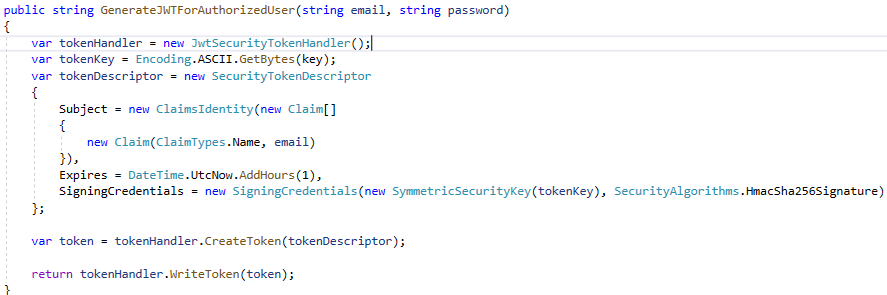 public string GenerateJWTForAuthorizedUser(string email, string password)
{
var tokenHandler = new JwtSecurityTokenHandler();
var tokenKey = Encoding.ASCII.GetBytes(key);
var tokenDescriptor = new SecurityTokenDescriptor
{
Subject = new ClaimsIdentity(new Claim[]
{
new Claim(ClaimTypes.Name, email)
}),
Expires = DateTime.UtcNow.AddHours(1),
SigningCredentials = new SigningCredentials(new SymmetricSecurityKey(tokenKey), SecurityAlgorithms.HmacSha256Signature)
};
var token = tokenHandler.CreateToken(tokenDescriptor);
return tokenHandler.WriteToken(token);
}